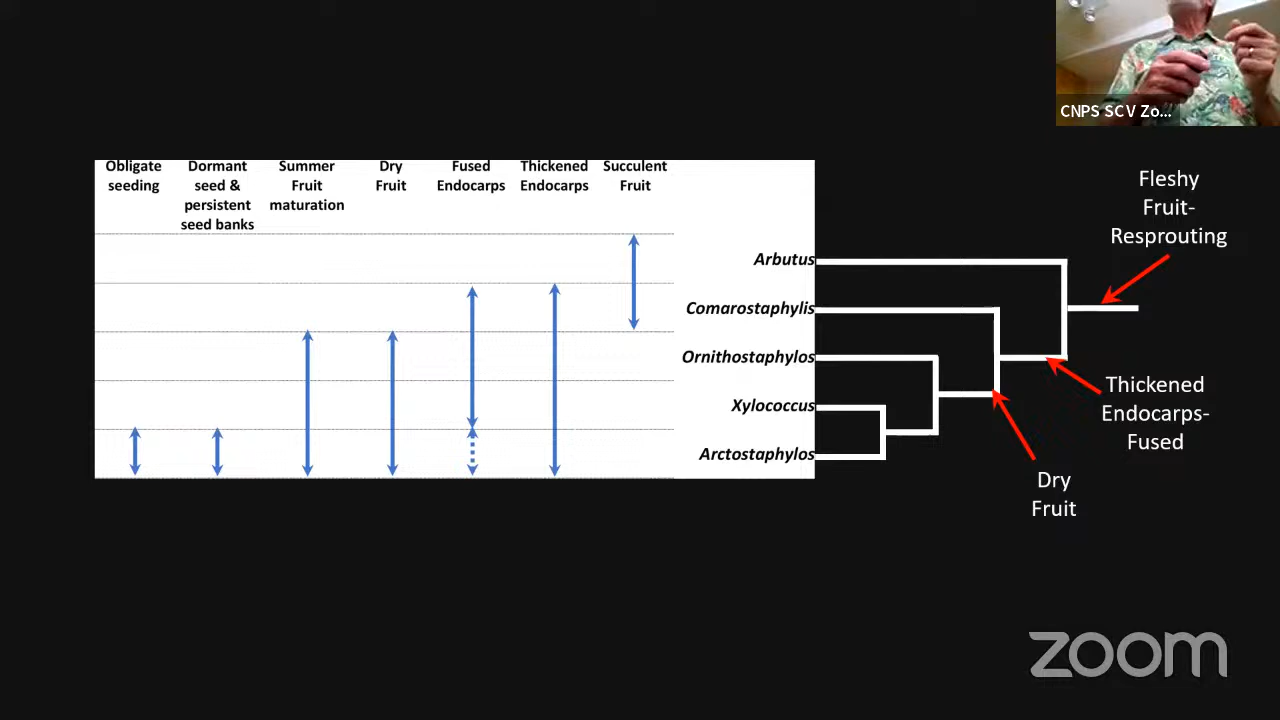 CNPS SCV Zo...
Obligate
seeding
Dormant
seed &
persistent
seed banks
Summer
Fruit
maturation
Dry
Fruit
Fused
Endocarps
Thickened
Endocarps
Succulent
Fruit
Arbutus
Comarostaphylis
Ornithostaphylos
Xylococcus
Arctostaphylos
Fleshy
Fruit-
Resprouting
Thickened
Endocarps-
Fused
Dry
Fruit
zoom